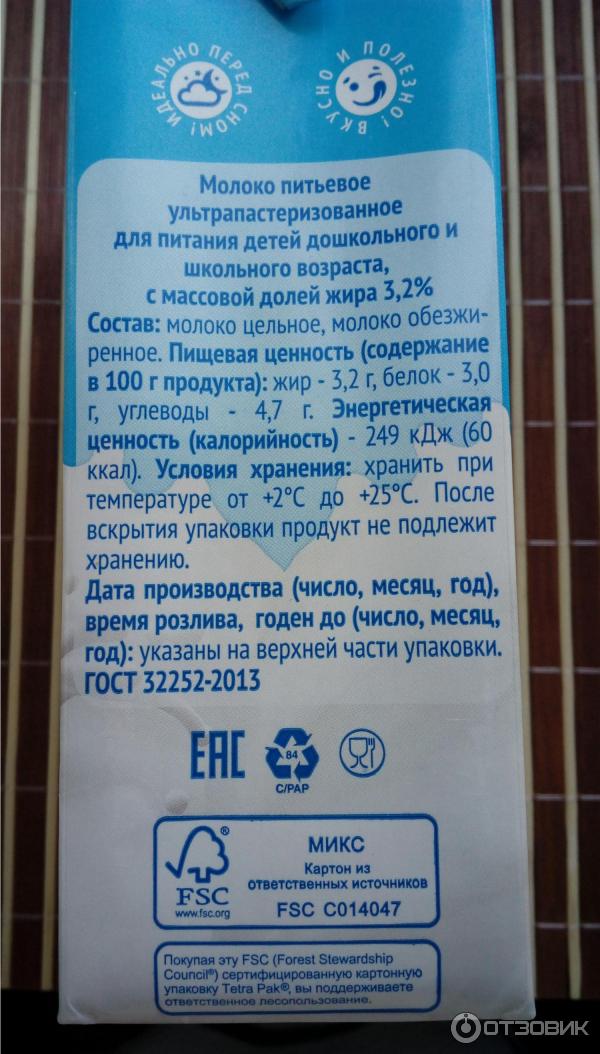 ИДЕАЛЬНО ПЕРЕД СНОМ!
ВКУСНО И ПОЛЕЗНО!
Молоко питьевое
ультрапастеризованное
для питания детей дошкольного и
школьного возраста,
с массовой долей жира 3,2%
Состав: молоко цельное, молоко обезжи-
ренное. Пищевая ценность (содержание
в 100 г продукта): жир - 3,2 г, белок - 3,0
г, углеводы - 4,7 г. Энергетическая
ценность (калорийность) - 249 кДж (60
ккал). Условия хранения: хранить при
температуре от +2°С до +25°С. После
вскрытия упаковки продукт не подлежит
хранению.
Дата производства (число, месяц, год),
время розлива, годен до (число, месяц,
год): указаны на верхней части упаковки.
ГОСТ 32252-2013
ЕАС
84
C/PAP
FSC®
www.fsc.org
МИКС
Картон из
ответственных источников
FSC C014047
Покупая эту FSC (Forest Stewardship
Council®) сертифицированную картонную
упаковку Tetra Pak®, вы поддерживаете
ответственное лесопользование.
ОТЗОВИК